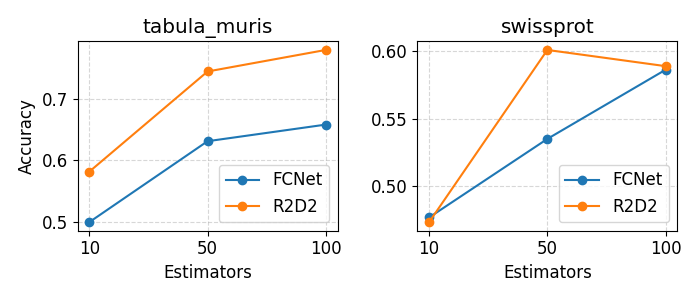 tabula_muris
Accuracy
0.7
0.6
0.5
10
50
100
Estimators
FCNet
R2D2
swissprot
0.60
0.55
0.50
10
50
100
Estimators
FCNet
R2D2